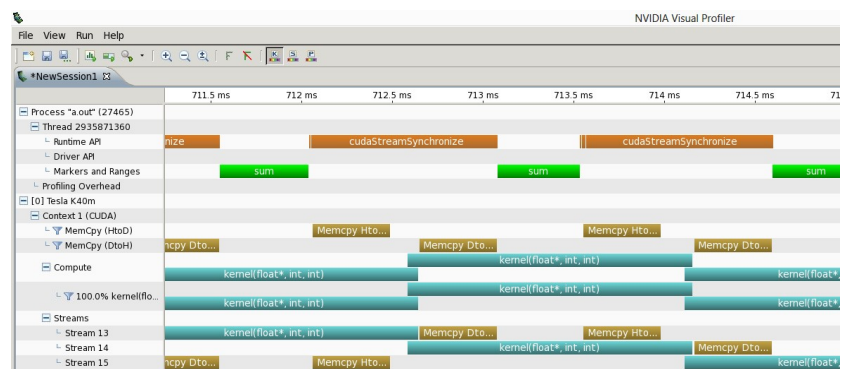 NVIDIA Visual Profiler
File View Run Help
*NewSession1
711.5 ms 712 ms 712.5 ms 713 ms 713.5 ms 714 ms 714.5 ms 71
Process "a.out" (27465)
Thread 2935871360
Runtime API nize cudaStreamSynchronize cudaStreamSynchronize
Driver API
Markers and Ranges sum sum sum
Profiling Overhead
[0] Tesla K40m
Context 1 (CUDA)
MemCpy (HtoD) Memcpy Hto... Memcpy Hto...
MemCpy (DtoH) ncpy Dto... Memcpy Dto... Memcpy Dto...
kernel(float*, int, int)
Compute
kernel(float*, int, int) kernel(float*,
kernel(float*, int, int)
100.0% kernel(flo...
kernel(float*, int, int) kernel(float*,
Streams
Stream 13 kernel(float*, int, int) Memcpy Dto... Memcpy Hto...
Stream 14 kernel(float*, int, int) Memcpy Dto...
Stream 15 ncpy Dto... Memcpy Hto... kernel(float*,